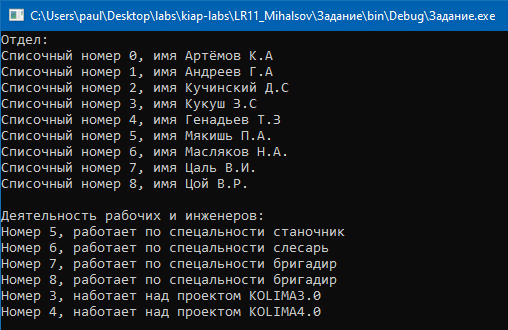 C:\Users\paul\Desktop\labs\kiap-labs\LR11_Mihalsov\Задание\bin\Debug\Задание.exe
Отдел:
Списочный номер 0, имя Артёмов К.А
Списочный номер 1, имя Андреев Г.А
Списочный номер 2, имя Кучинский Д.С
Списочный номер 3, имя Кукуш З.С
Списочный номер 4, имя Генадьев Т.З
Списочный номер 5, имя Мякишь П.А.
Списочный номер 6, имя Масляков Н.А.
Списочный номер 7, имя Цаль В.И.
Списочный номер 8, имя Цой В.Р.
Деятельность рабочих и инженеров:
Номер 5, работает по спецальности станочник
Номер 6, работает по спецальности слесарь
Номер 7, работает по спецальности бригадир
Номер 8, работает по спецальности бригадир
Номер 3, наботает над проектом KOLIMA3.0
Номер 4, наботает над проектом KOLIMA4.0